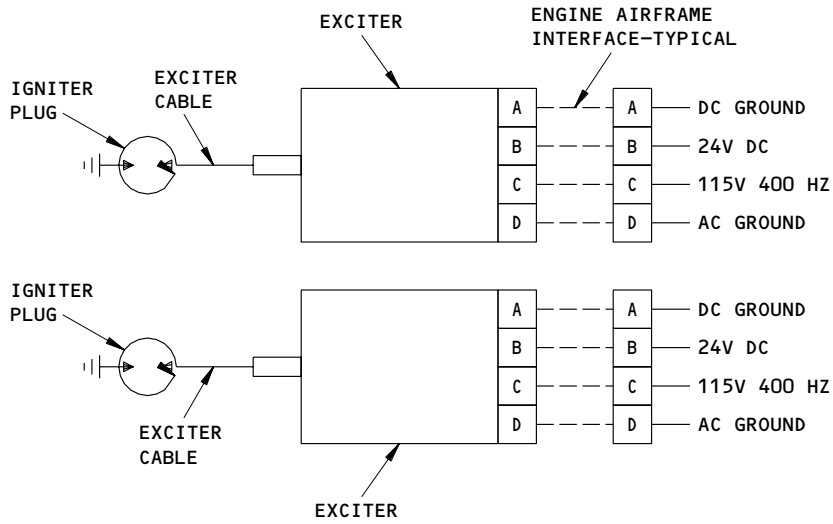 EXCITER
ENGINE AIRFRAME
INTERFACE-TYPICAL
IGNITER
PLUG
EXCITER
CABLE
A A DC GROUND
B B 24V DC
C C 115V 400 HZ
D D AC GROUND
IGNITER
PLUG
A A DC GROUND
B B 24V DC
C C 115V 400 HZ
D D AC GROUND
EXCITER
CABLE
EXCITER